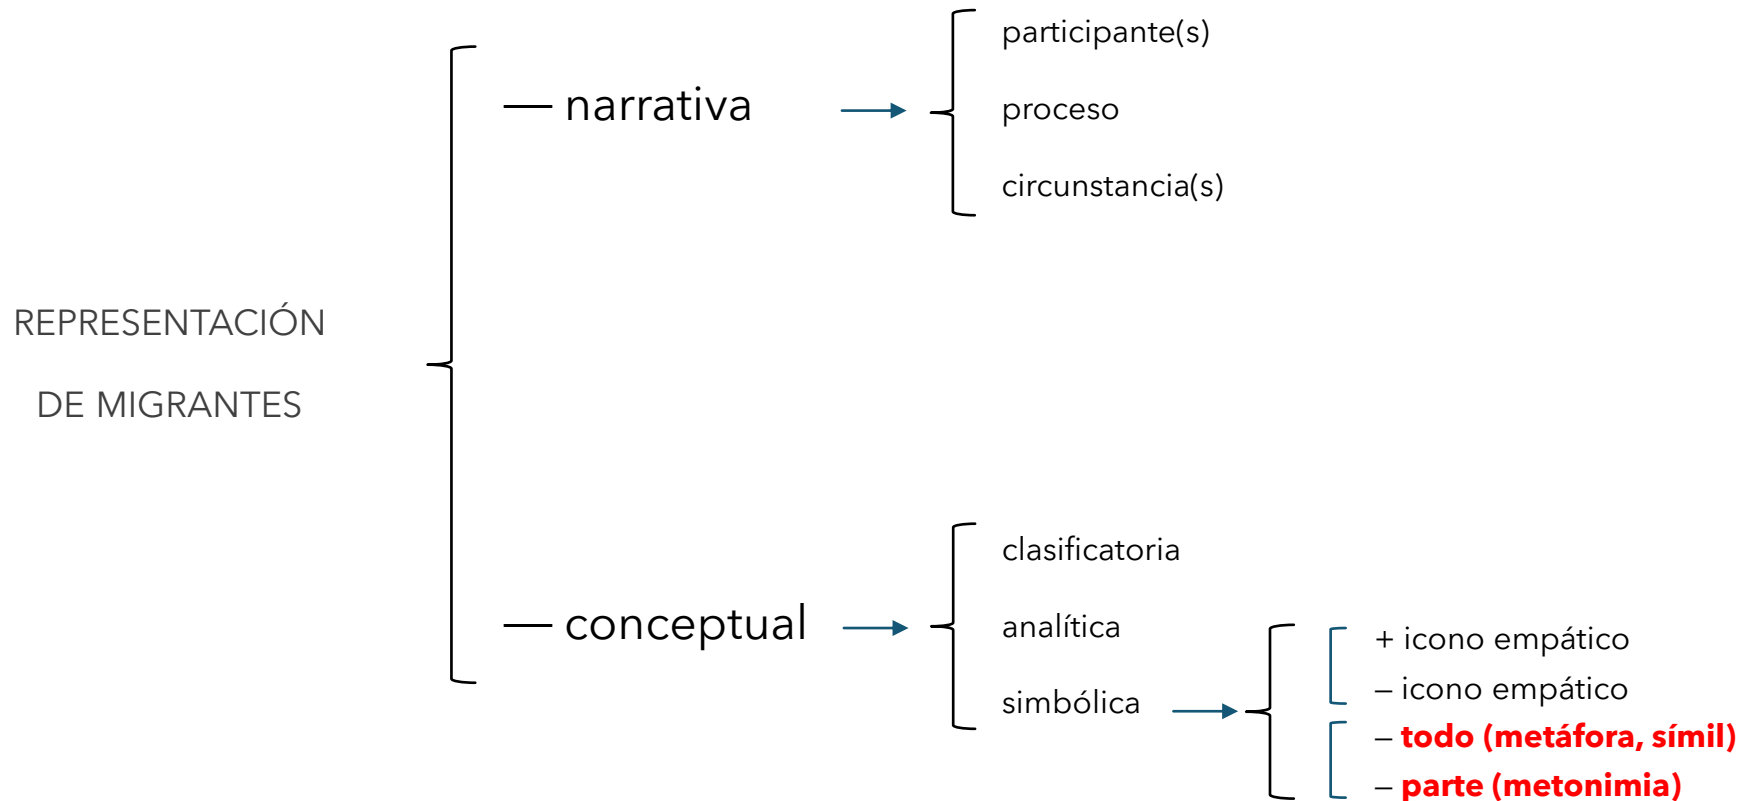 REPRESENTACIÓN
DE MIGRANTES
— narrativa
participante(s)
proceso
circunstancia(s)
— conceptual
clasificatoria
analítica
simbólica
+ icono empático
– icono empático
– todo (metáfora, símil)
– parte (metonimia)